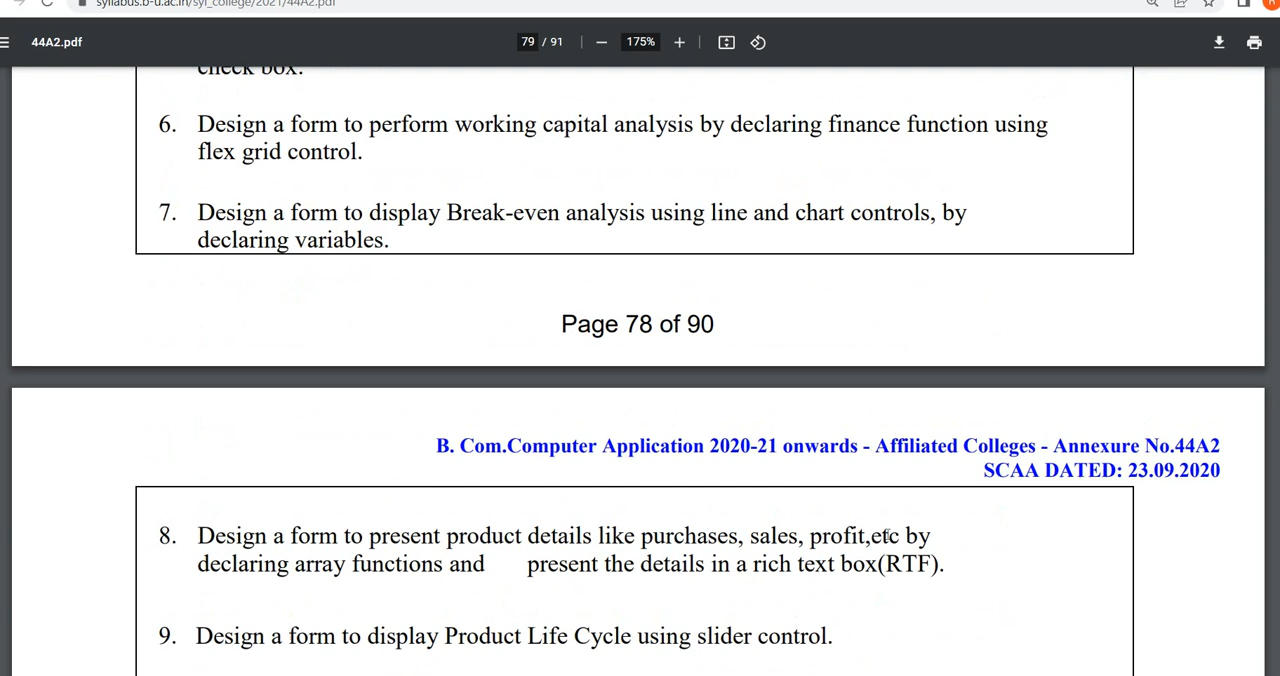 syllabus.b-u.ac.in/syl_college/2021/44A2.pdf
44A2.pdf
79 / 91
175%
check box.
6. Design a form to perform working capital analysis by declaring finance function using
flex grid control.
7. Design a form to display Break-even analysis using line and chart controls, by
declaring variables.
Page 78 of 90
B. Com.Computer Application 2020-21 onwards - Affiliated Colleges - Annexure No.44A2
SCAA DATED: 23.09.2020
8. Design a form to present product details like purchases, sales, profit,etc by
declaring array functions and present the details in a rich text box(RTF).
9. Design a form to display Product Life Cycle using slider control.